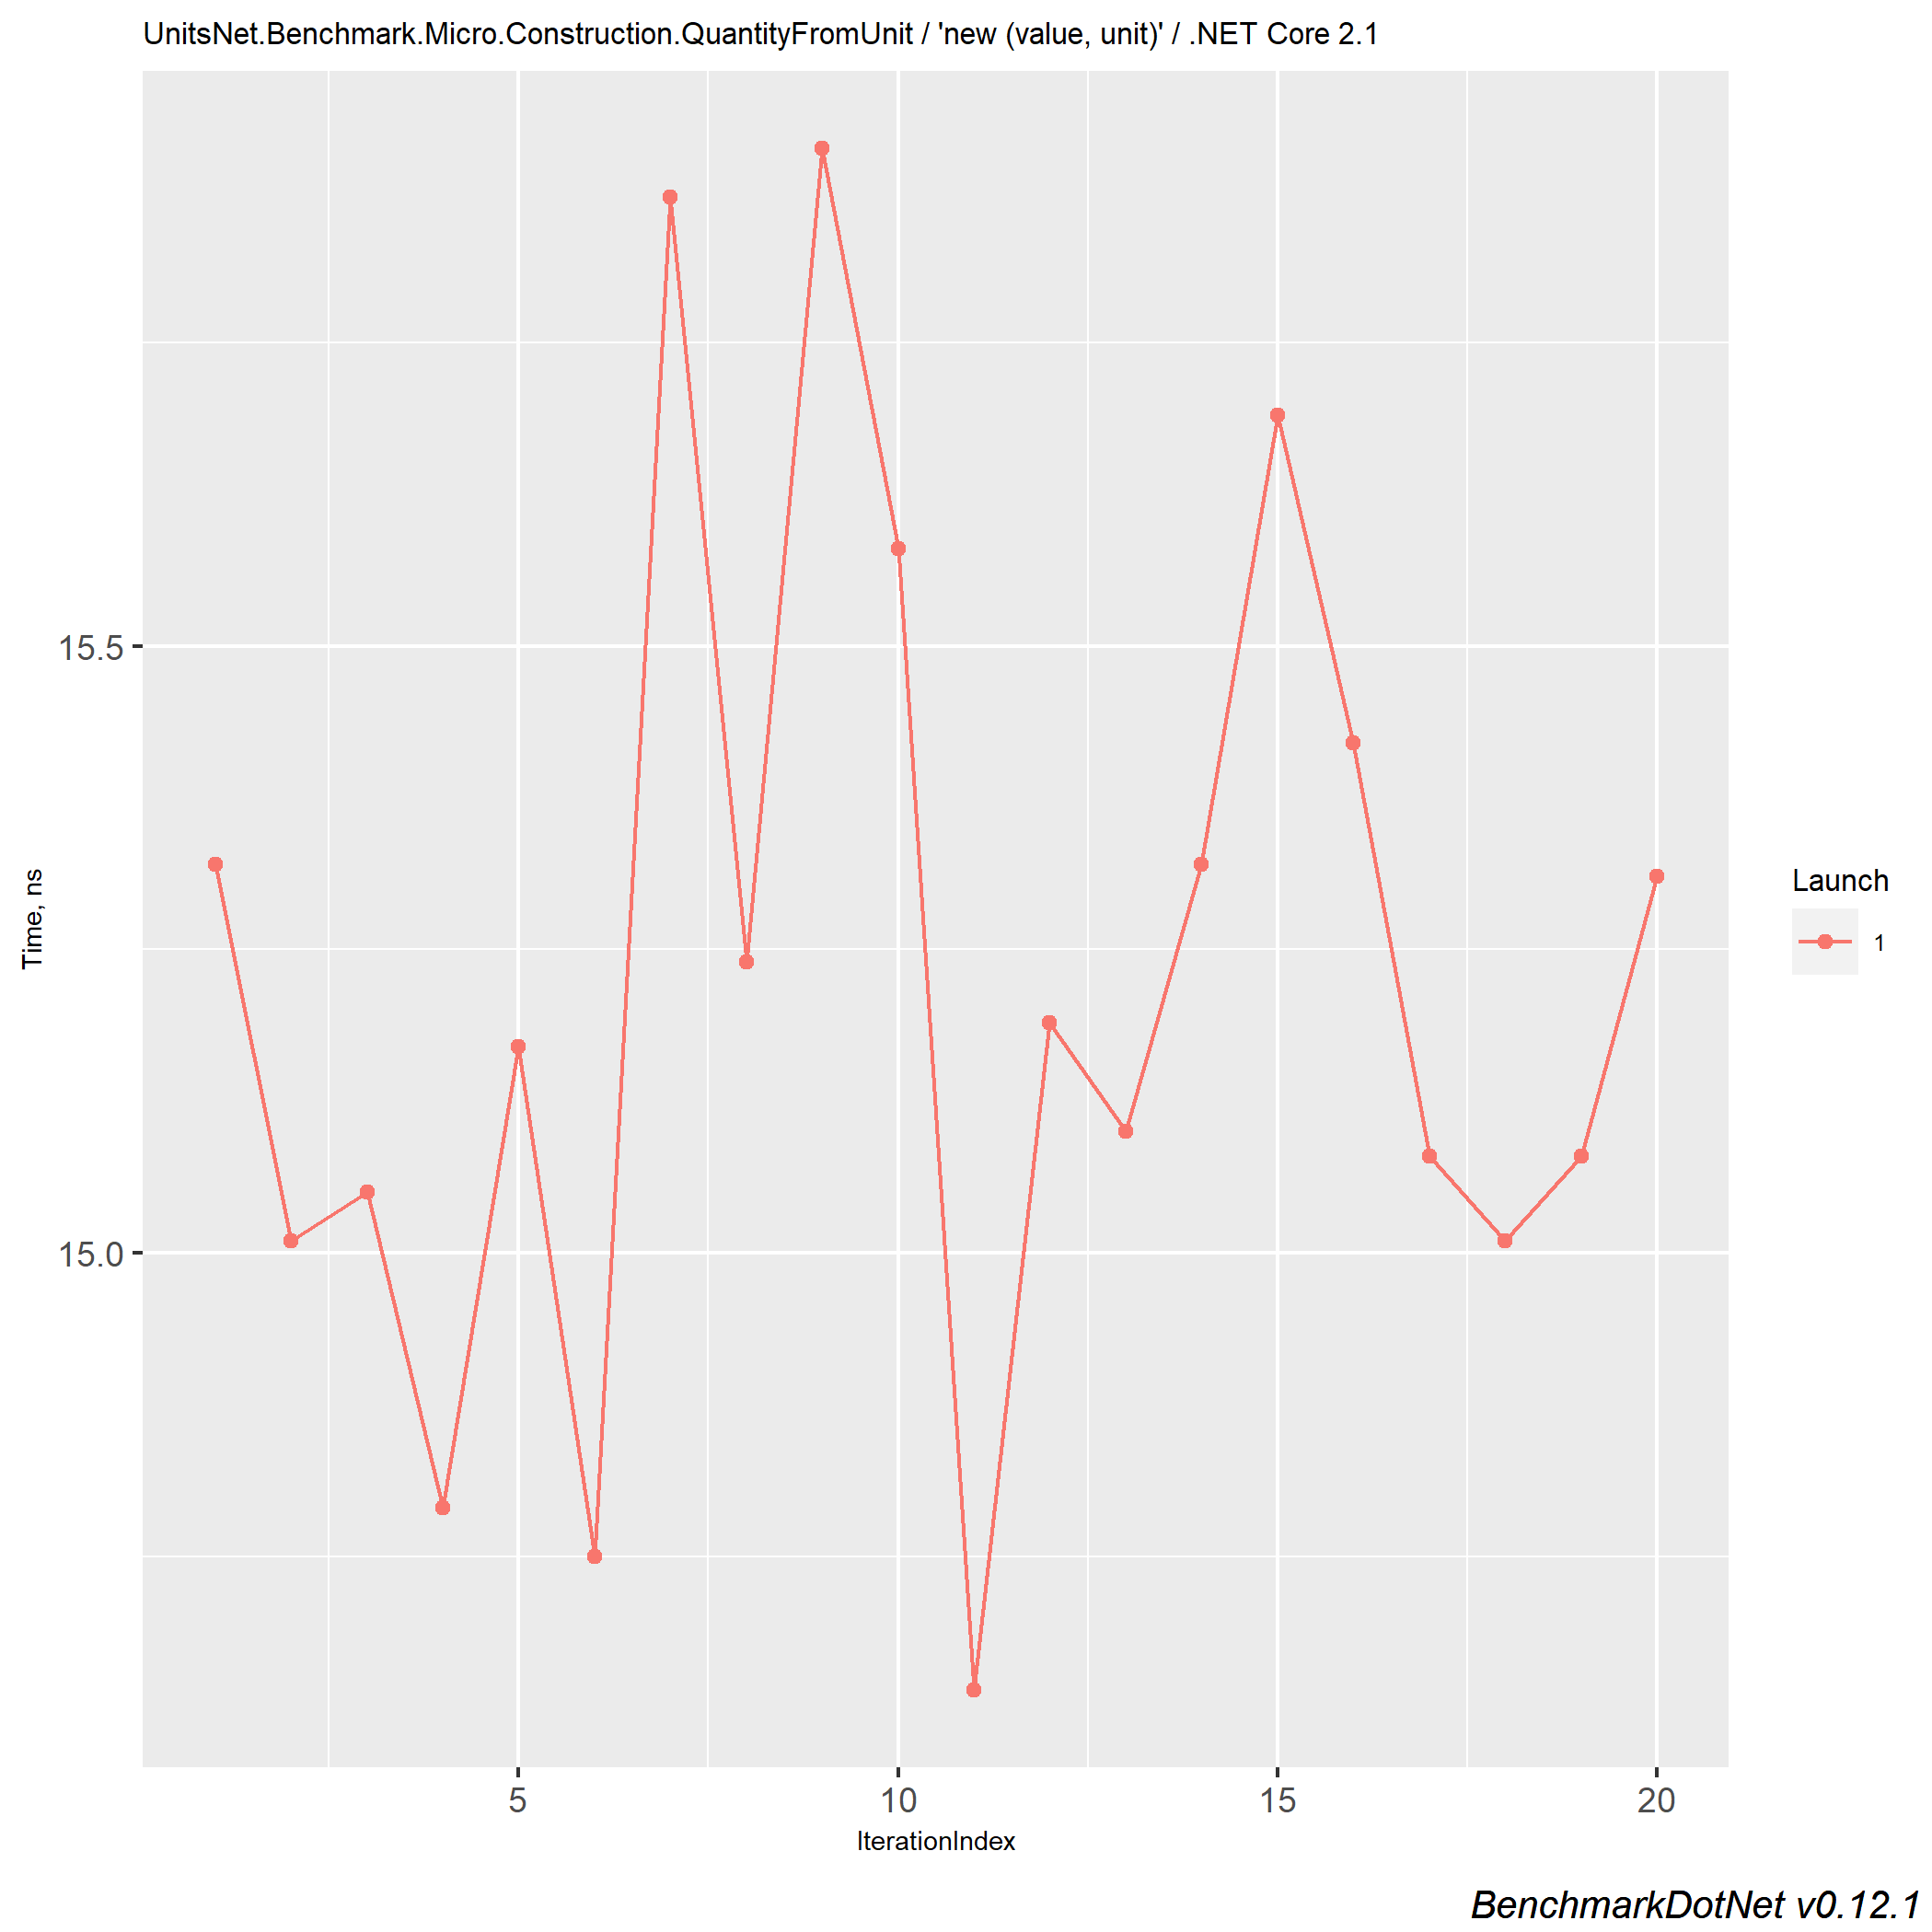 UnitsNet.Benchmark.Micro.Construction.QuantityFromUnit / 'new (value, unit)' / .NET Core 2.1
15.5
15.0
Time, ns
5 10 15 20
IterationIndex
Launch
1
BenchmarkDotNet v0.12.1